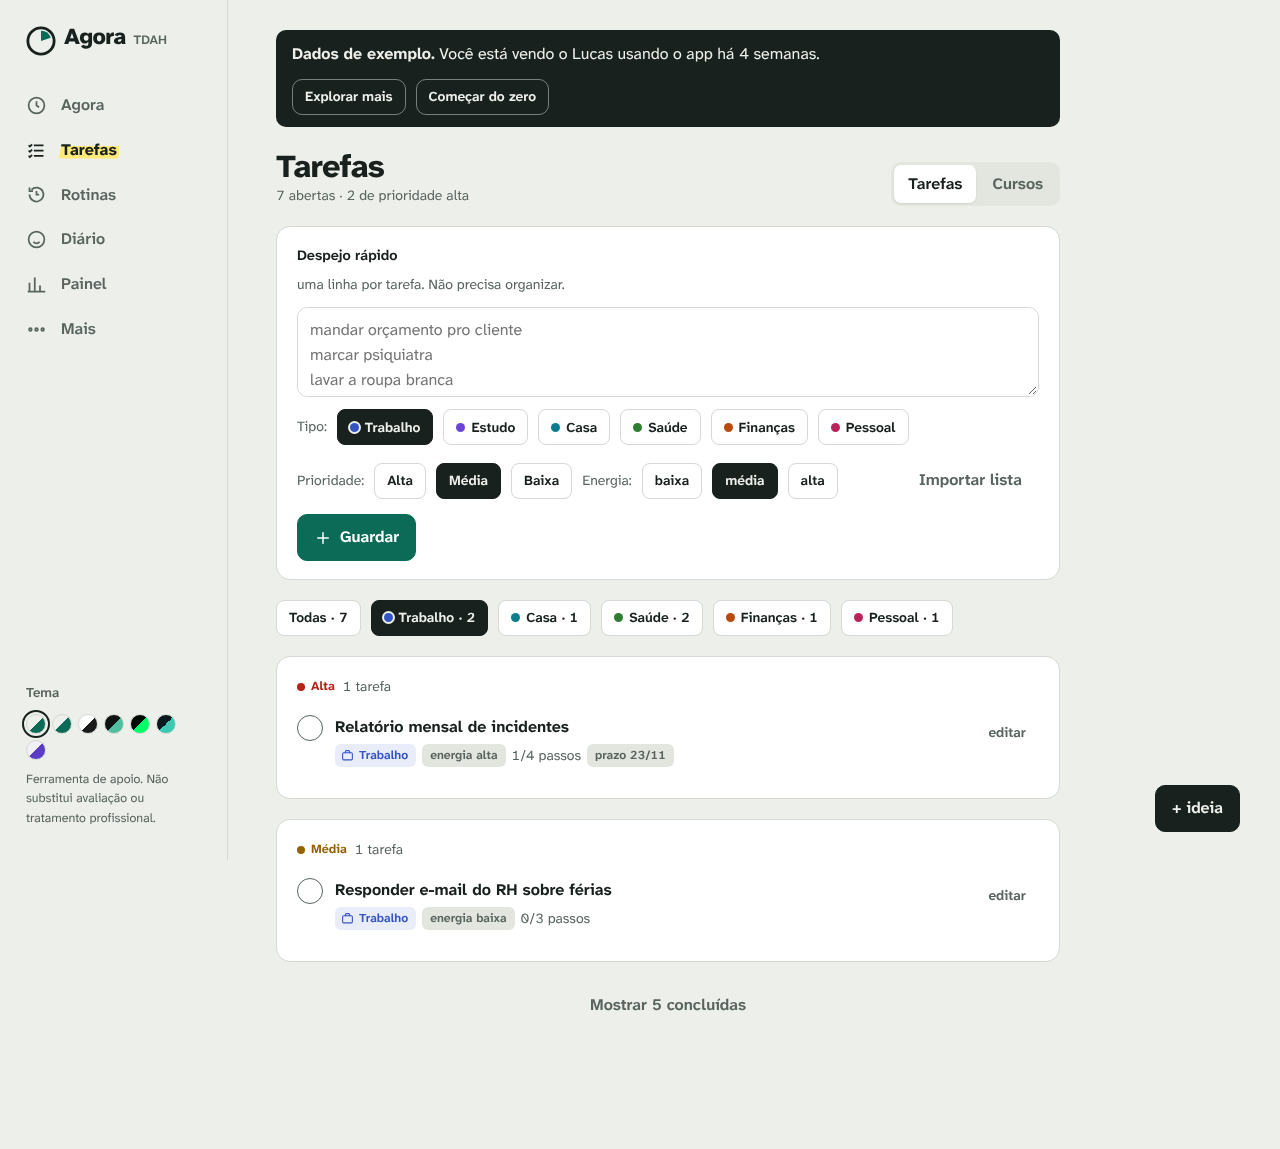 Agora TDAH
Agora
Tarefas
Rotinas
Diário
Painel
Mais
Tema
Ferramenta de apoio. Não
substitui avaliação ou
tratamento profissional.
Dados de exemplo. Você está vendo o Lucas usando o app há 4 semanas.
Explorar mais
Começar do zero
Tarefas
7 abertas · 2 de prioridade alta
Tarefas
Cursos
Despejo rápido
uma linha por tarefa. Não precisa organizar.
mandar orçamento pro cliente
marcar psiquiatra
lavar a roupa branca
Tipo: Trabalho Estudo Casa Saúde Finanças Pessoal
Prioridade: Alta Média Baixa Energia: baixa média alta Importar lista
+ Guardar
Todas · 7 Trabalho · 2 Casa · 1 Saúde · 2 Finanças · 1 Pessoal · 1
Alta 1 tarefa
Relatório mensal de incidentes
editar
Trabalho energia alta 1/4 passos prazo 23/11
Média 1 tarefa
Responder e-mail do RH sobre férias
editar
Trabalho energia baixa 0/3 passos
Mostrar 5 concluídas
+ ideia